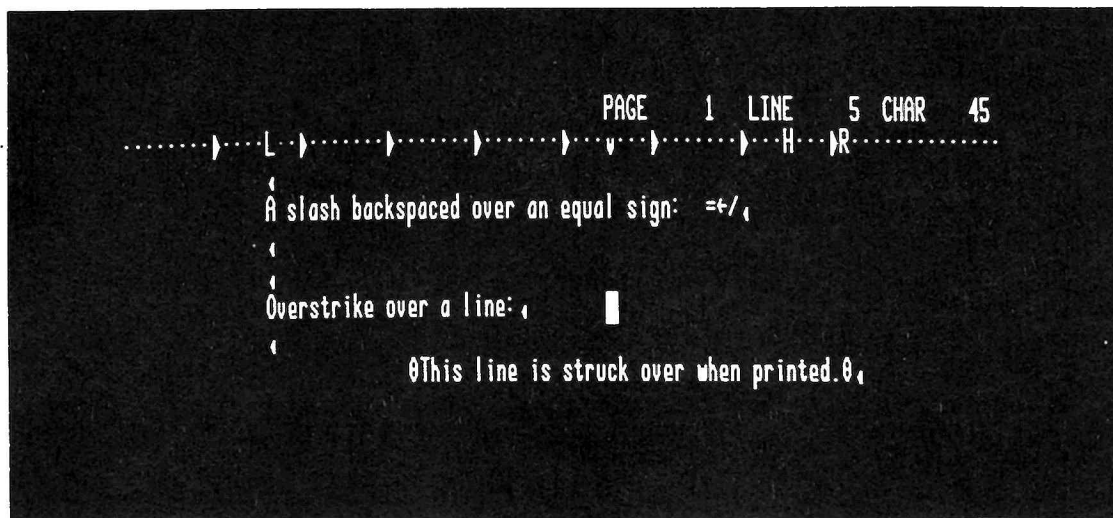 PAGE 1 LINE 5 CHAR 45
········▶····L··▶·······▶·······▶·······▶···v···▶·······▶···H···▶R·············
◖
A slash backspaced over an equal sign: =←/◖
◖
◖
Overstrike over a line:◖
◖
θThis line is struck over when printed.θ◖